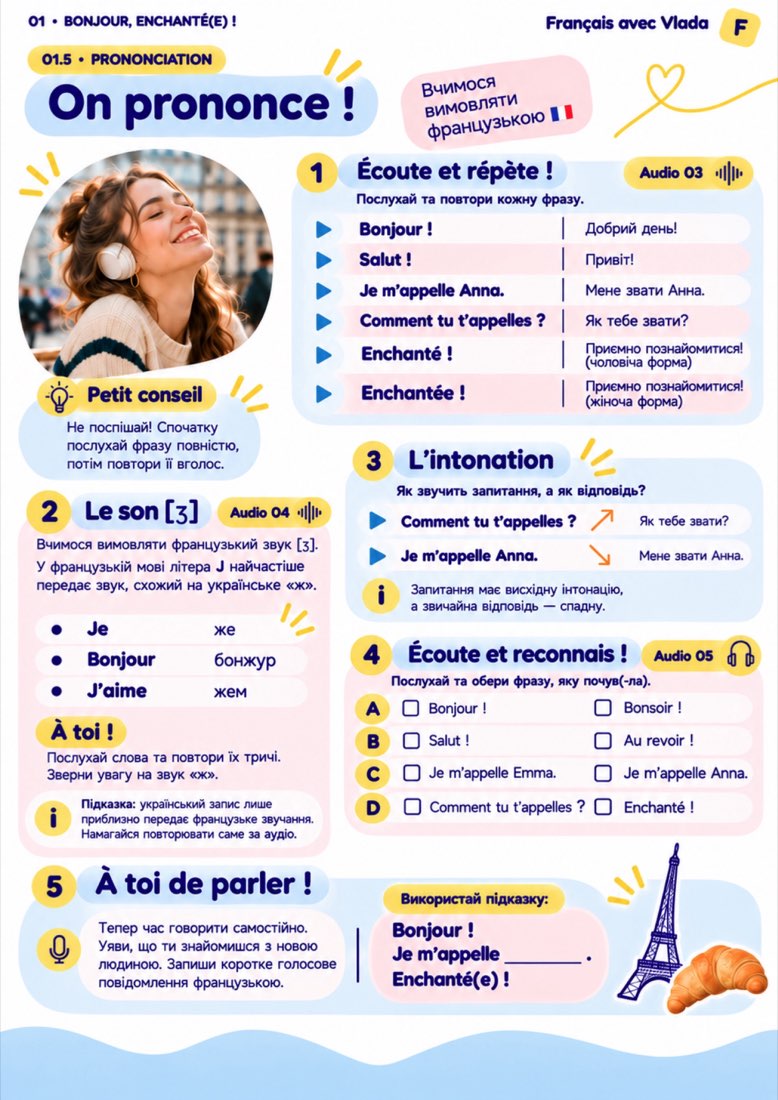 01 • BONJOUR, ENCHANTÉ(E) !
Français avec Vlada
F
01.5 • PRONONCIATION
On prononce !
Вчимося
вимовляти
французькою 🇫🇷
1 Écoute et répète !
Audio 03
Послухай та повтори кожну фразу.
Bonjour ! | Добрий день!
Salut ! | Привіт!
Je m’appelle Anna. | Мене звати Анна.
Comment tu t’appelles ? | Як тебе звати?
Enchanté ! | Приємно познайомитися!
(чоловіча форма)
Enchantée ! | Приємно познайомитися!
(жіноча форма)
Petit conseil
Не поспішай! Спочатку
послухай фразу повністю,
потім повтори її вголос.
2 Le son [ʒ]
Audio 04
Вчимося вимовляти французький звук [ʒ].
У французькій мові літера J найчастіше
передає звук, схожий на українське «ж».
• Je же
• Bonjour бонжур
• J’aime жем
À toi !
Послухай слова та повтори їх тричі.
Зверни увагу на звук «ж».
i
Підказка: український запис лише
приблизно передає французьке звучання.
Намагайся повторювати саме за аудіо.
3 L’intonation
Як звучить запитання, а як відповідь?
Comment tu t’appelles ? ↗ Як тебе звати?
Je m’appelle Anna. ↘ Мене звати Анна.
i
Запитання має висхідну інтонацію,
а звичайна відповідь — спадну.
4 Écoute et reconnais !
Audio 05
Послухай та обери фразу, яку почув(-ла).
A ☐ Bonjour ! ☐ Bonsoir !
B ☐ Salut ! ☐ Au revoir !
C ☐ Je m’appelle Emma. ☐ Je m’appelle Anna.
D ☐ Comment tu t’appelles ? ☐ Enchanté !
5 À toi de parler !
Тепер час говорити самостійно.
Уяви, що ти знайомишся з новою
людиною. Запиши коротке голосове
повідомлення французькою.
Використай підказку:
Bonjour !
Je m’appelle ________ .
Enchanté(e) !